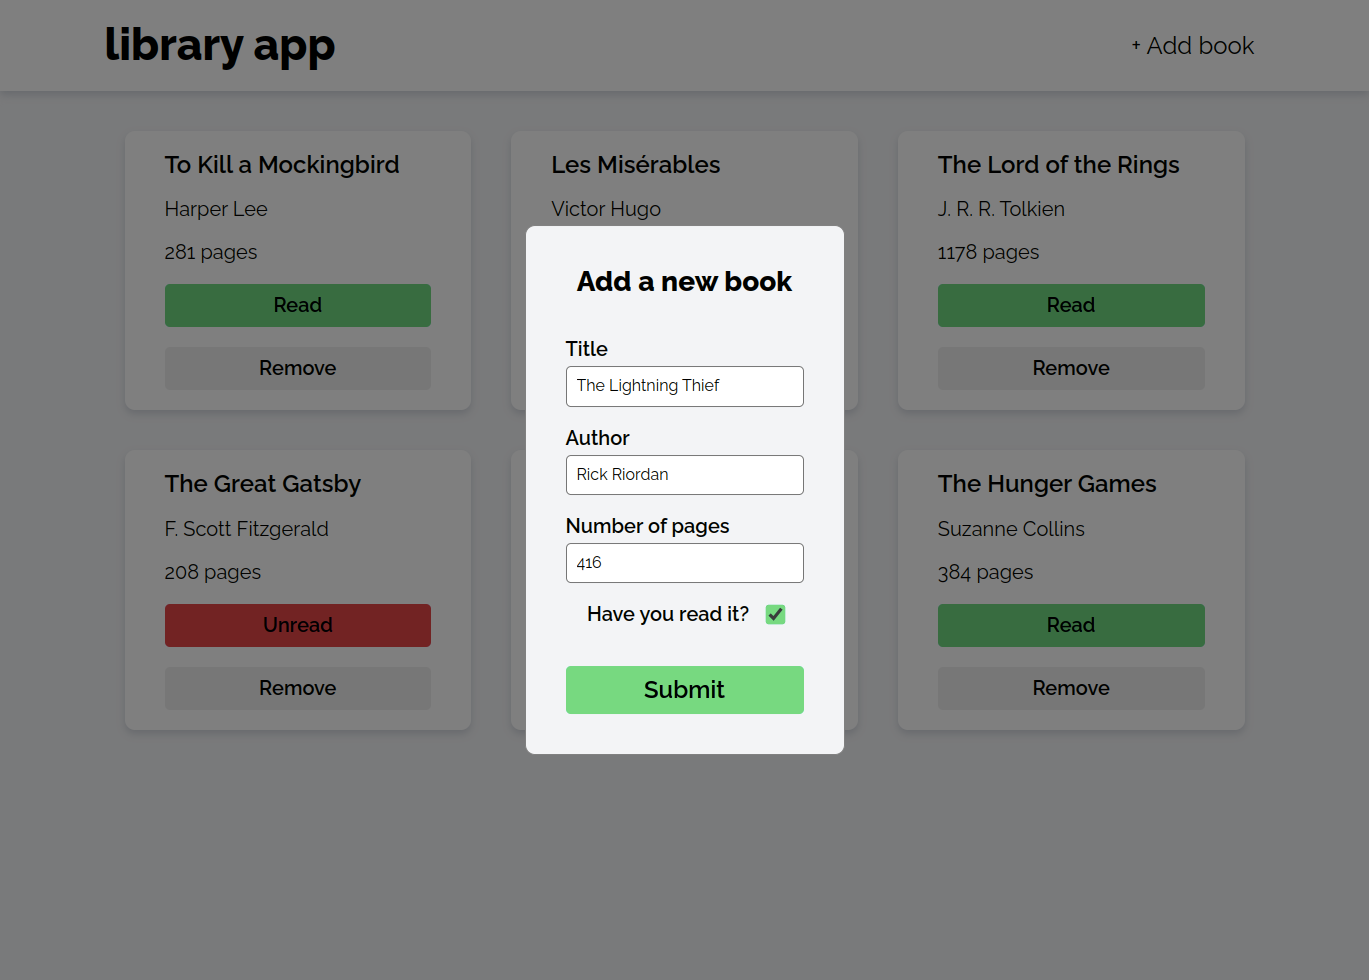 library app
+ Add book
To Kill a Mockingbird
Harper Lee
281 pages
Read
Remove
Les Misérables
Victor Hugo
The Lord of the Rings
J. R. R. Tolkien
1178 pages
Read
Remove
The Great Gatsby
F. Scott Fitzgerald
208 pages
Unread
Remove
The Hunger Games
Suzanne Collins
384 pages
Read
Remove
Add a new book
Title
The Lightning Thief
Author
Rick Riordan
Number of pages
416
Have you read it?
Submit